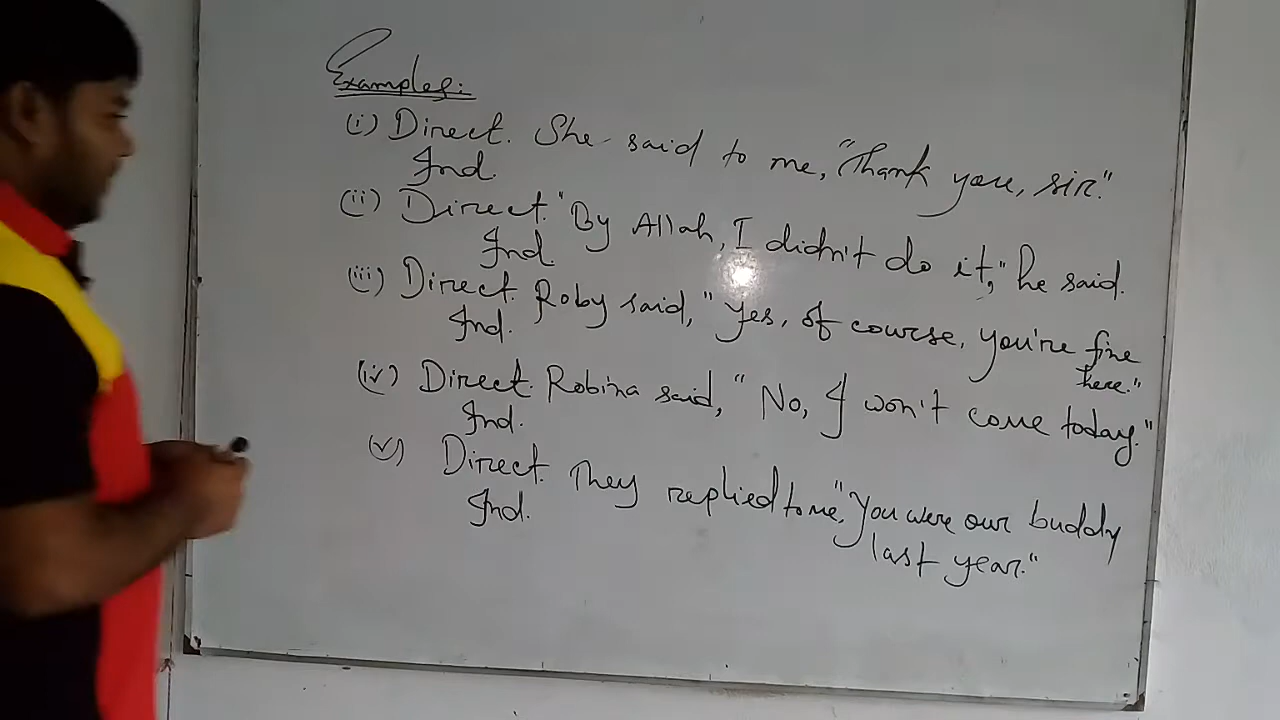 Examples:
(i) Direct. She said to me, "Thank you, sir."
Ind.
(ii) Direct. "By Allah, I didn't do it," he said.
Ind.
(iii) Direct. Roby said, "Yes, of course, you're fine
here."
Ind.
(iv) Direct. Robina said, "No, I won't come today."
Ind.
(v) Direct. They replied to me, "You were our buddy
last year."
Ind.